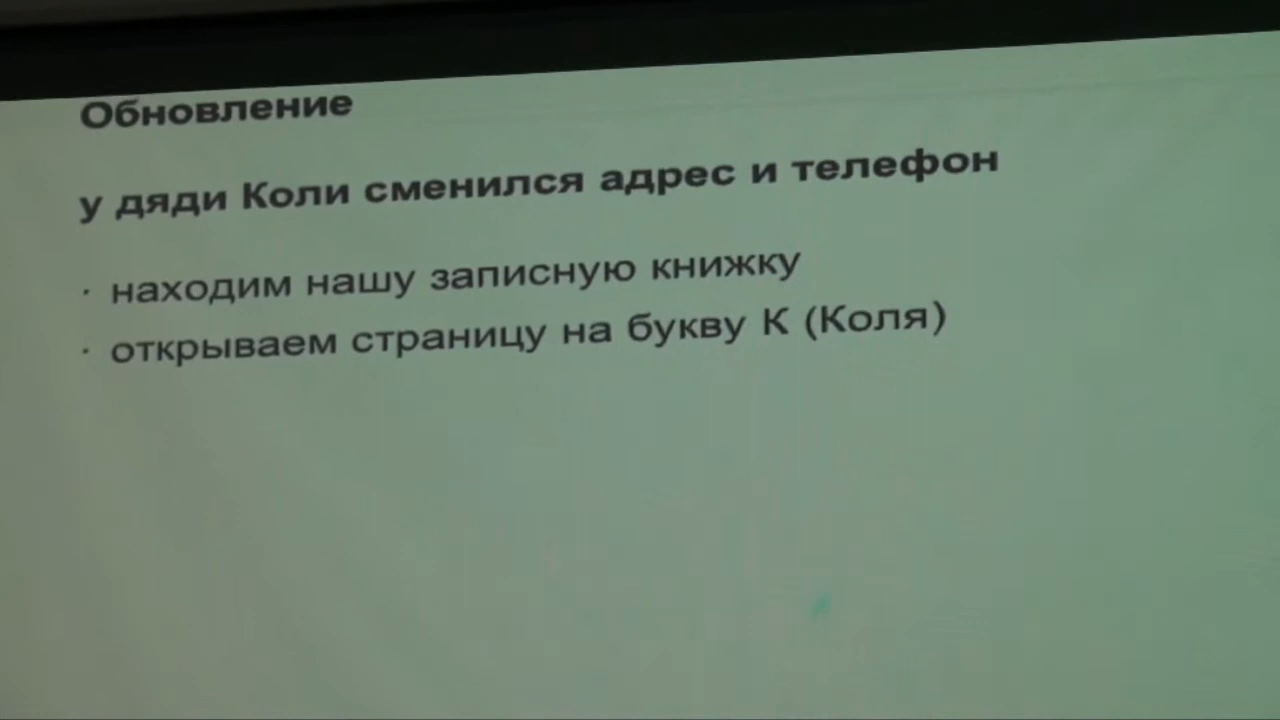 Обновление
у дяди Коли сменился адрес и телефон
· находим нашу записную книжку
· открываем страницу на букву К (Коля)